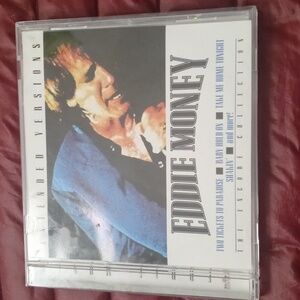 EXTENDED VERSIONS
EDDIE MONEY
TWO TICKETS TO PARADISE ■ BABY HOLD ON ■ TAKE ME HOME TONIGHT
SHAKIN' ■ and more!
THE ENCORE COLLECTION